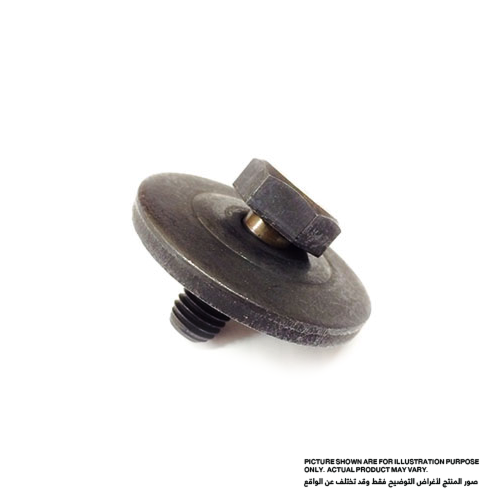 PICTURE SHOWN ARE FOR ILLUSTRATION PURPOSE
ONLY. ACTUAL PRODUCT MAY VARY.
صور المنتج لأغراض التوضيح فقط وقد تختلف عن الواقع